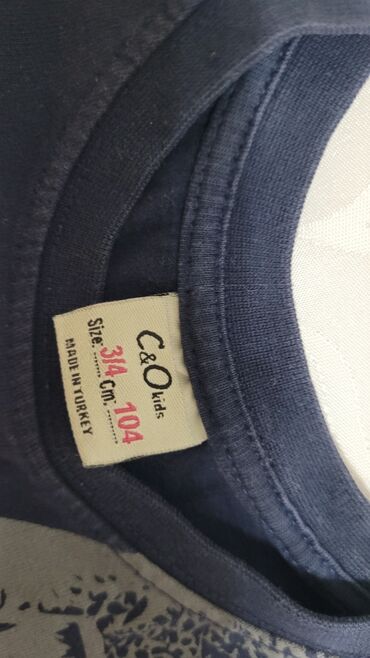 C&O kids
Size: 3/4 Cm: 104
MADE IN TURKEY